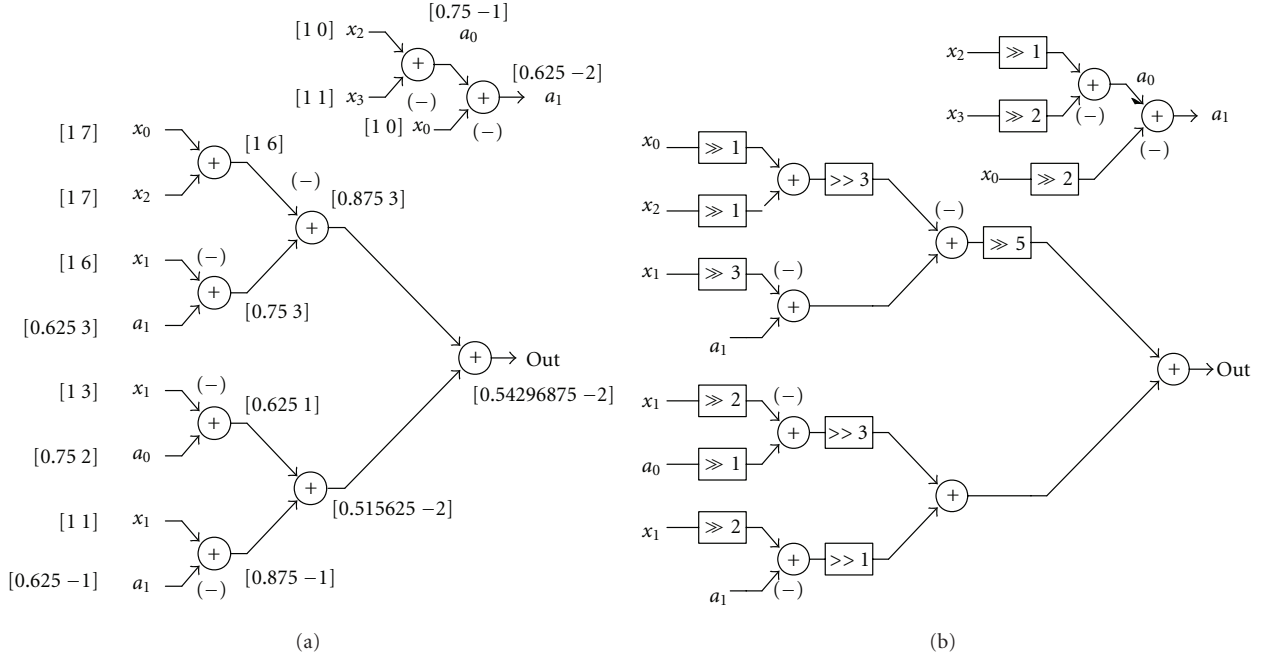 [1 0] x2
[0.75 −1]
a0
+
[1 1] x3
(−)
+
[0.625 −2]
a1
[1 0] x0
(−)
[1 7] x0
+
[1 6]
[1 7] x2
(−)
+
[0.875 3]
[1 6] x1
(−)
+
[0.75 3]
[0.625 3] a1
+
Out
[0.54296875 −2]
[1 3] x1
(−)
+
[0.625 1]
[0.75 2] a0
+
[0.515625 −2]
[1 1] x1
+
[0.875 −1]
[0.625 −1] a1
(−)
(a)
x2 ≫ 1
+
a0
x3 ≫ 2
(−)
+
a1
(−)
x0 ≫ 2
x0 ≫ 1
+
>> 3
x2 ≫ 1
(−)
+
≫ 5
x1 ≫ 3
(−)
+
a1
+
Out
x1 ≫ 2
(−)
+
>> 3
a0 ≫ 1
+
x1 ≫ 2
+
>> 1
a1
(−)
(b)